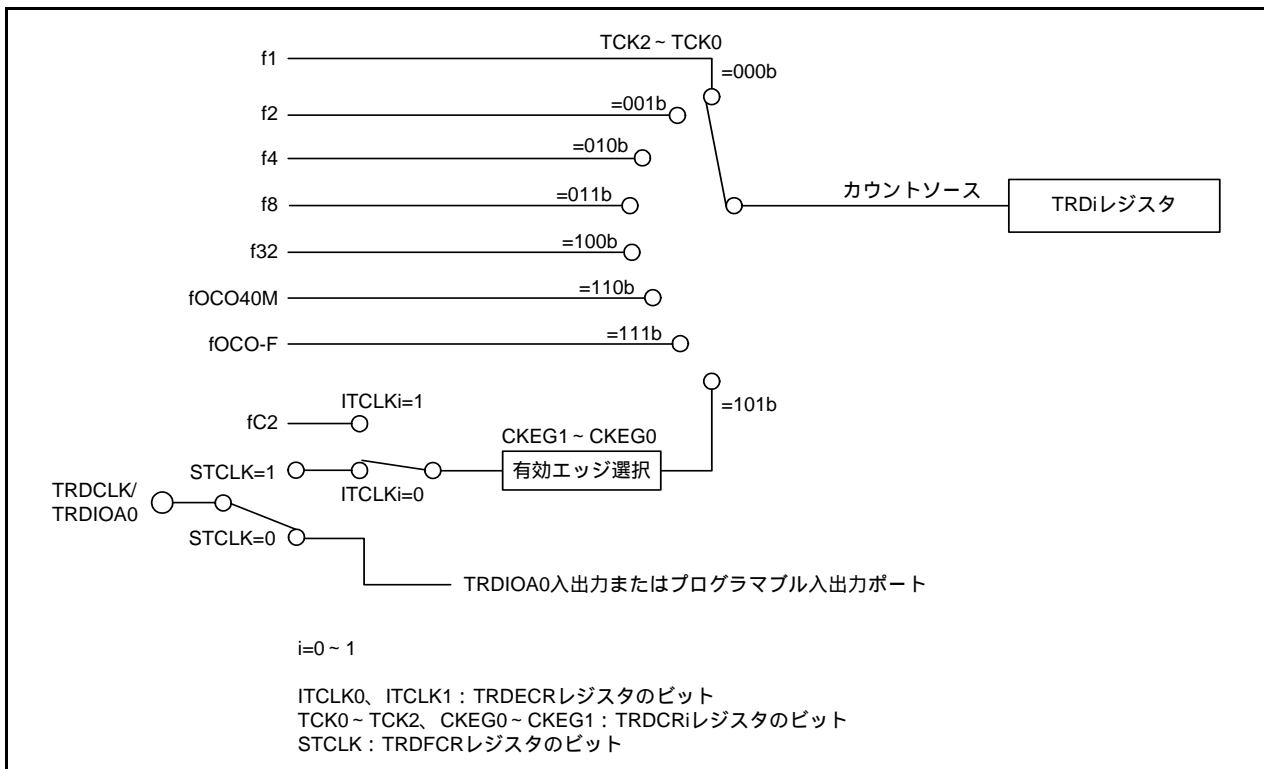 TCK2~TCK0
f1
=000b
f2
=001b
f4
=010b
f8
=011b
カウントソース
TRDiレジスタ
f32
=100b
fOCO40M
=110b
fOCO-F
=111b
=101b
ITCLKi=1
fC2
CKEG1~CKEG0
STCLK=1
有効エッジ選択
ITCLKi=0
TRDCLK/
TRDIOA0
STCLK=0
TRDIOA0入出力またはプログラマブル入出力ポート
i=0~1
ITCLK0、ITCLK1:TRDECRレジスタのビット
TCK0~TCK2、CKEG0~CKEG1:TRDCRiレジスタのビット
STCLK:TRDFCRレジスタのビット